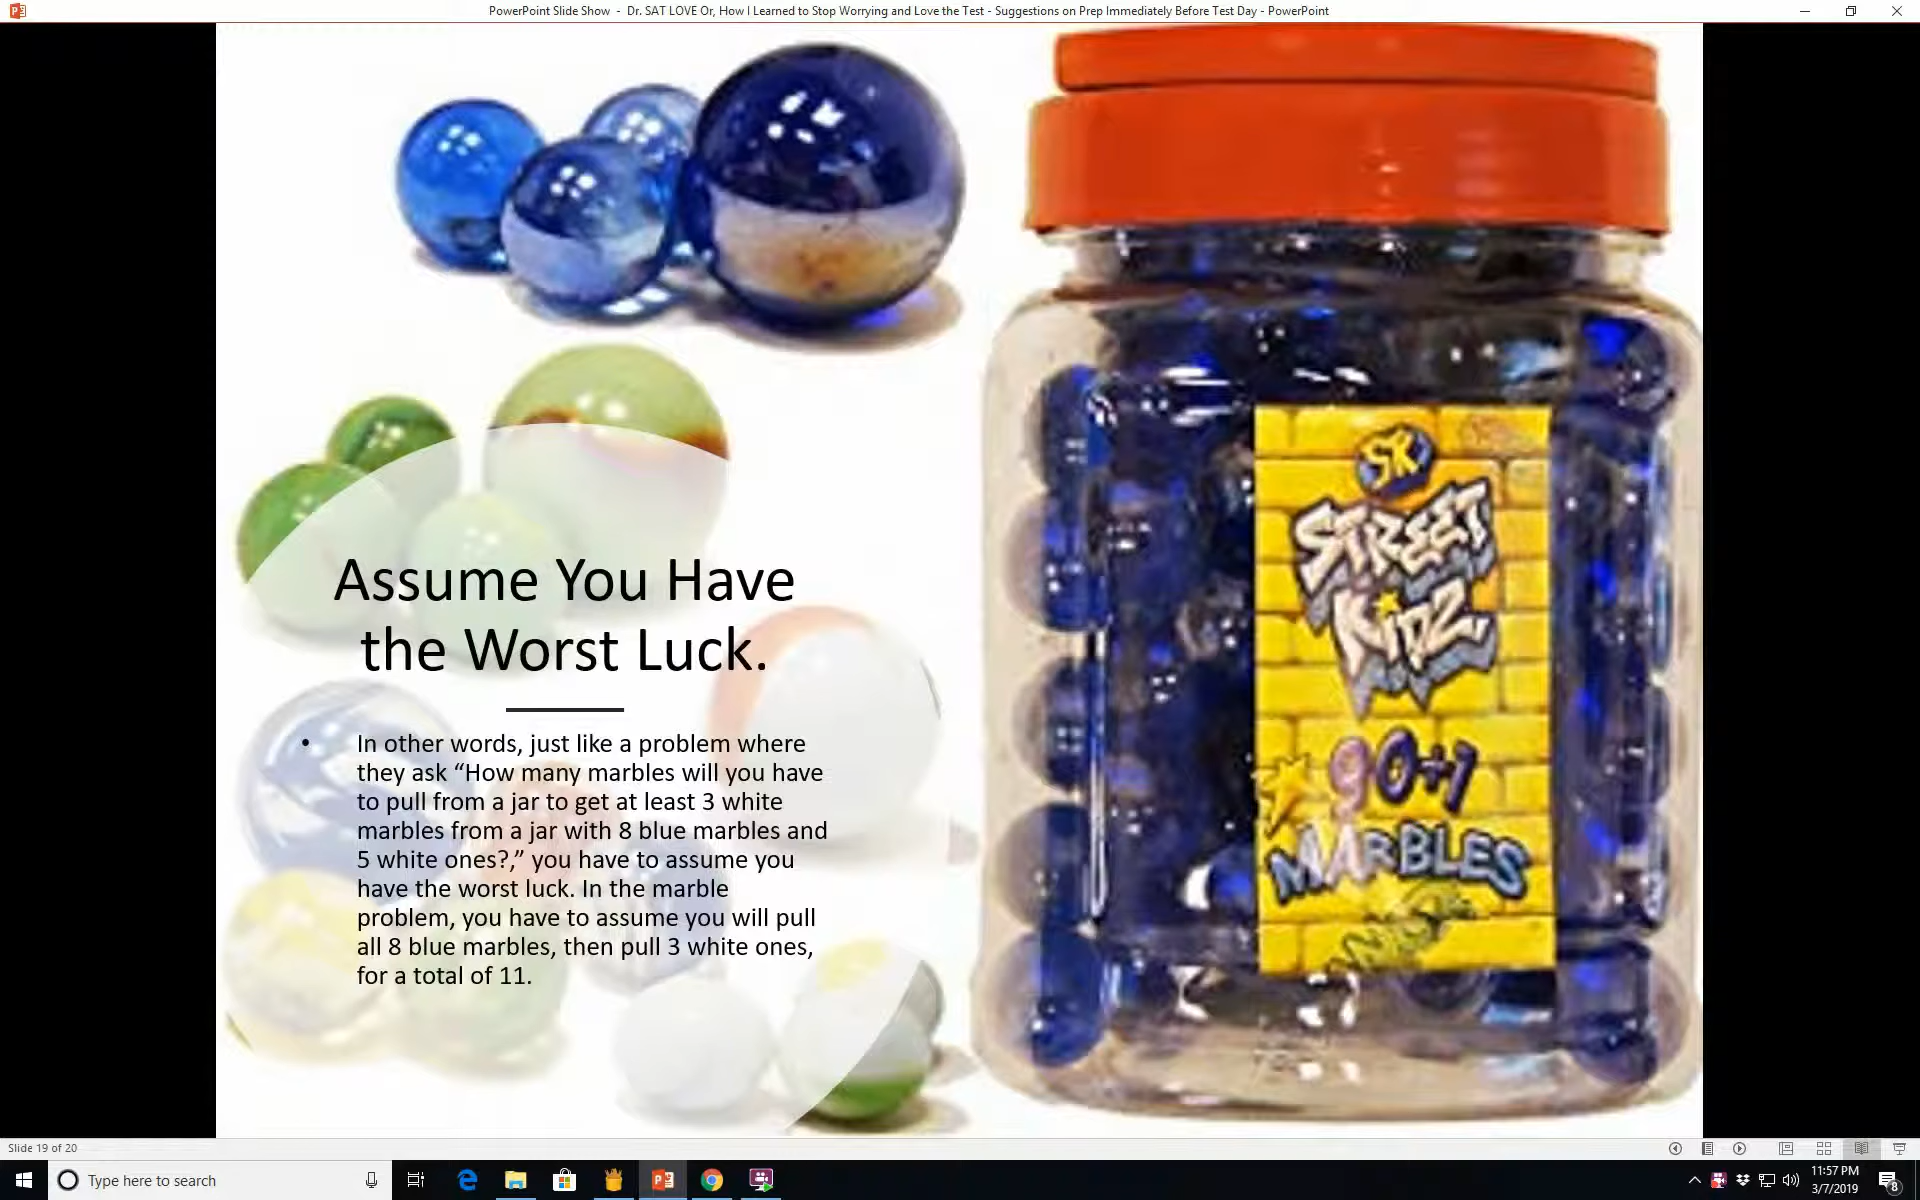 PowerPoint Slide Show - Dr. SAT LOVE Or, How I Learned to Stop Worrying and Love the Test - Suggestions on Prep Immediately Before Test Day - PowerPoint
SK
STREET
KIDZ
90+1
MARBLES
Assume You Have
the Worst Luck.
• In other words, just like a problem where
they ask “How many marbles will you have
to pull from a jar to get at least 3 white
marbles from a jar with 8 blue marbles and
5 white ones?,” you have to assume you
have the worst luck. In the marble
problem, you have to assume you will pull
all 8 blue marbles, then pull 3 white ones,
for a total of 11.
Slide 19 of 20
Type here to search
11:57 PM
3/7/2019
8